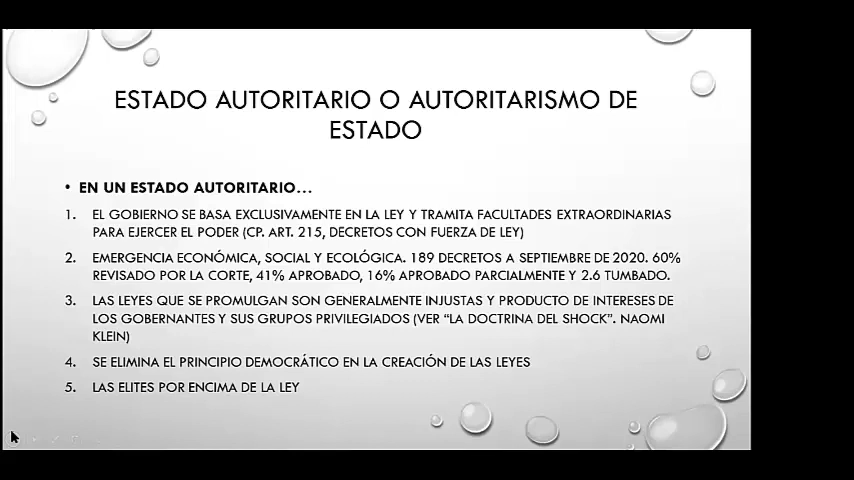 ESTADO AUTORITARIO O AUTORITARISMO DE
ESTADO
• EN UN ESTADO AUTORITARIO...
1. EL GOBIERNO SE BASA EXCLUSIVAMENTE EN LA LEY Y TRAMITA FACULTADES EXTRAORDINARIAS
PARA EJERCER EL PODER (CP. ART. 215, DECRETOS CON FUERZA DE LEY)
2. EMERGENCIA ECONÓMICA, SOCIAL Y ECOLÓGICA. 189 DECRETOS A SEPTIEMBRE DE 2020. 60%
REVISADO POR LA CORTE, 41% APROBADO, 16% APROBADO PARCIALMENTE Y 2.6 TUMBADO.
3. LAS LEYES QUE SE PROMULGAN SON GENERALMENTE INJUSTAS Y PRODUCTO DE INTERESES DE
LOS GOBERNANTES Y SUS GRUPOS PRIVILEGIADOS (VER “LA DOCTRINA DEL SHOCK”. NAOMI
KLEIN)
4. SE ELIMINA EL PRINCIPIO DEMOCRÁTICO EN LA CREACIÓN DE LAS LEYES
5. LAS ELITES POR ENCIMA DE LA LEY